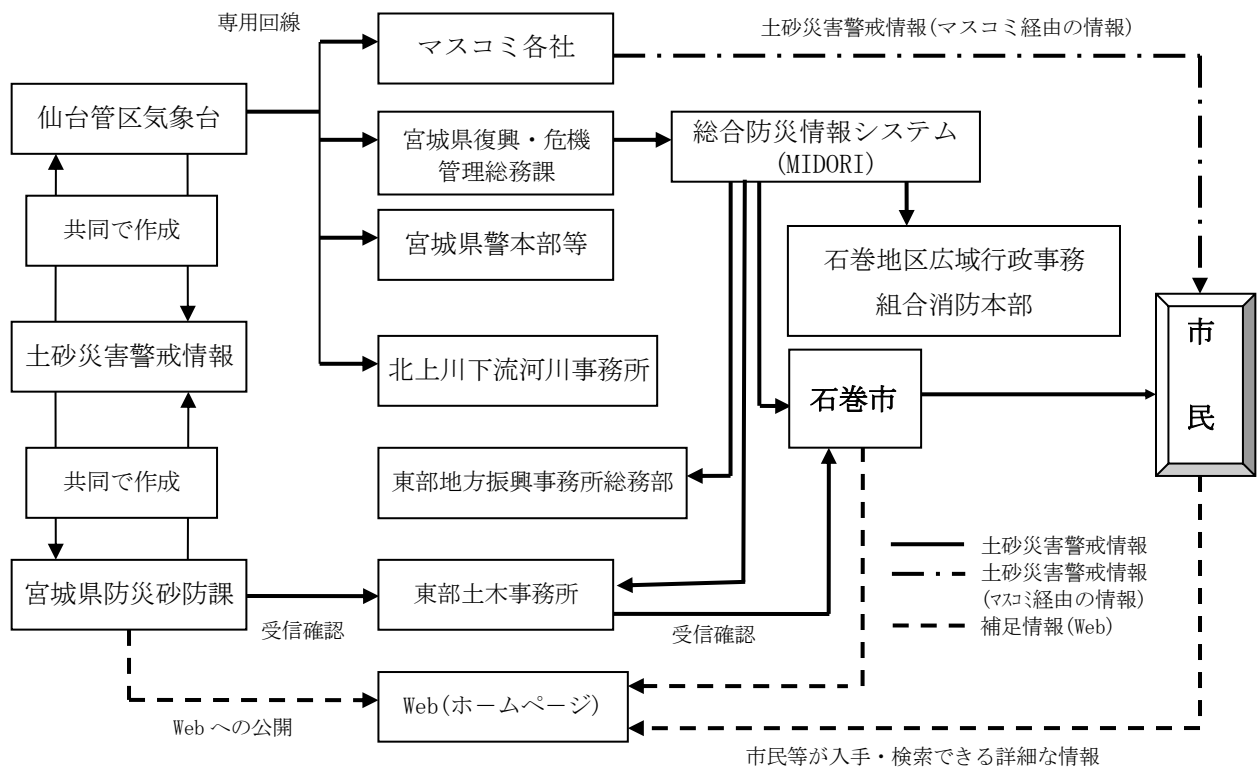 専用回線
マスコミ各社
土砂災害警戒情報(マスコミ経由の情報)
仙台管区気象台
宮城県復興・危機
管理総務課
総合防災情報システム
(MIDORI)
共同で作成
宮城県警本部等
石巻地区広域行政事務
組合消防本部
市
民
土砂災害警戒情報
北上川下流河川事務所
石巻市
共同で作成
東部地方振興事務所総務部
宮城県防災砂防課
受信確認
東部土木事務所
受信確認
土砂災害警戒情報
土砂災害警戒情報
(マスコミ経由の情報)
補足情報(Web)
Web(ホームページ)
Web への公開
市民等が入手・検索できる詳細な情報